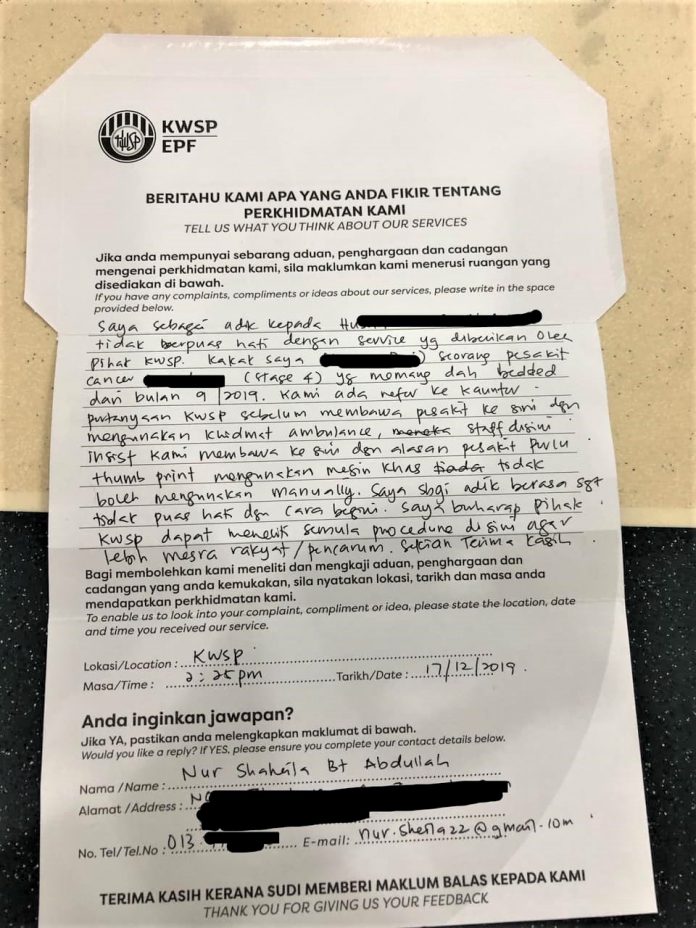 KWSP
EPF
BERITAHU KAMI APA YANG ANDA FIKIR TENTANG
PERKHIDMATAN KAMI
TELL US WHAT YOU THINK ABOUT OUR SERVICES
Jika anda mempunyai sebarang aduan, penghargaan dan cadangan
mengenai perkhidmatan kami, sila maklumkan kami menerusi ruangan yang
disediakan di bawah.
If you have any complaints, compliments or ideas about our services, please write in the space
provided below.
Saya sebagai adik kepada
tidak berpuas hati dengan service yg diberikan oleh
pihak KWSP. Kakak saya seorang pesakit
cancer (stage 4) yg memang dah bedded
dari bulan 9/2019. Kami ada refer ke kaunter
pertanyaan KWSP sebelum membawa pesakit ke sini dgn
mengunakan khidmat ambulance, mereka staff disini
insist kami membawa ke sini dgn alasan pesakit perlu
thumb print mengunakan mesin khas tiada tidak
boleh mengunakan manually. Saya sbgi adik berasa sgt
tidak puas hati dgn cara begini. Saya berharap pihak
KWSP dapat meneliti semula procedure disini agar
lebih mesra rakyat/pencarum. Sekian Terima Kasih.
Bagi membolehkan kami meneliti dan mengkaji aduan, penghargaan dan
cadangan yang anda kemukakan, sila nyatakan lokasi, tarikh dan masa anda
mendapatkan perkhidmatan kami.
To enable us to look into your complaint, compliment or idea, please state the location, date
and time you received our service.
Lokasi/Location : KWSP
Masa/Time : 2:25pm Tarikh/Date : 17/12/2019.
Anda inginkan jawapan?
Jika YA, pastikan anda melengkapkan maklumat di bawah.
Would you like a reply? If YES, please ensure you complete your contact details below.
Nama /Name : Nur Shaheila Bt Abdullah
Alamat /Address :
No. Tel/Tel.No : 013 E-mail: nur.sheila22@gmail.com
TERIMA KASIH KERANA SUDI MEMBERI MAKLUM BALAS KEPADA KAMI
THANK YOU FOR GIVING US YOUR FEEDBACK